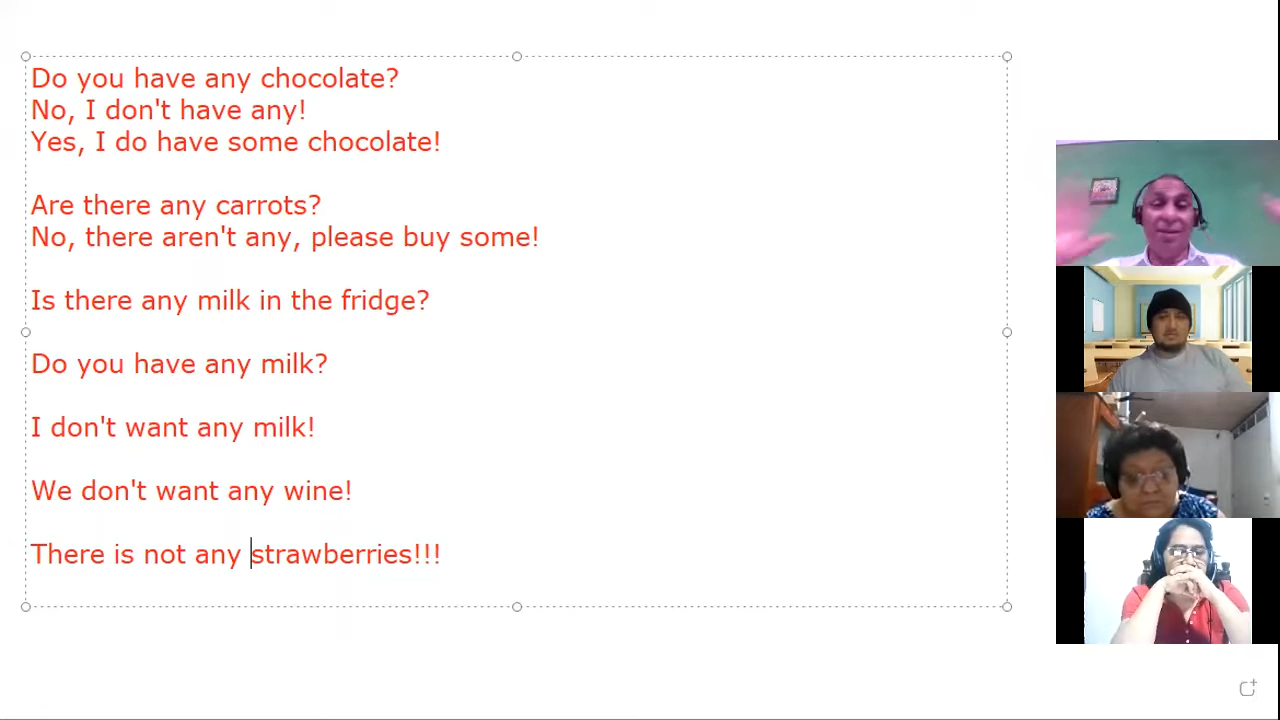 Do you have any chocolate?
No, I don't have any!
Yes, I do have some chocolate!
Are there any carrots?
No, there aren't any, please buy some!
Is there any milk in the fridge?
Do you have any milk?
I don't want any milk!
We don't want any wine!
There is not any strawberries!!!